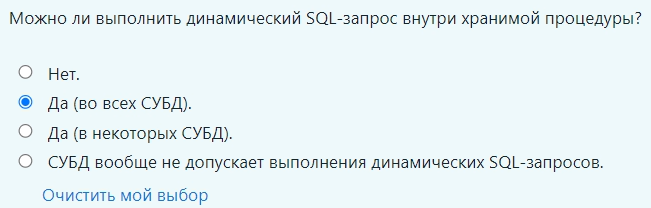 Можно ли выполнить динамический SQL-запрос внутри хранимой процедуры?
Нет.
Да (во всех СУБД).
Да (в некоторых СУБД).
СУБД вообще не допускает выполнения динамических SQL-запросов.
Очистить мой выбор